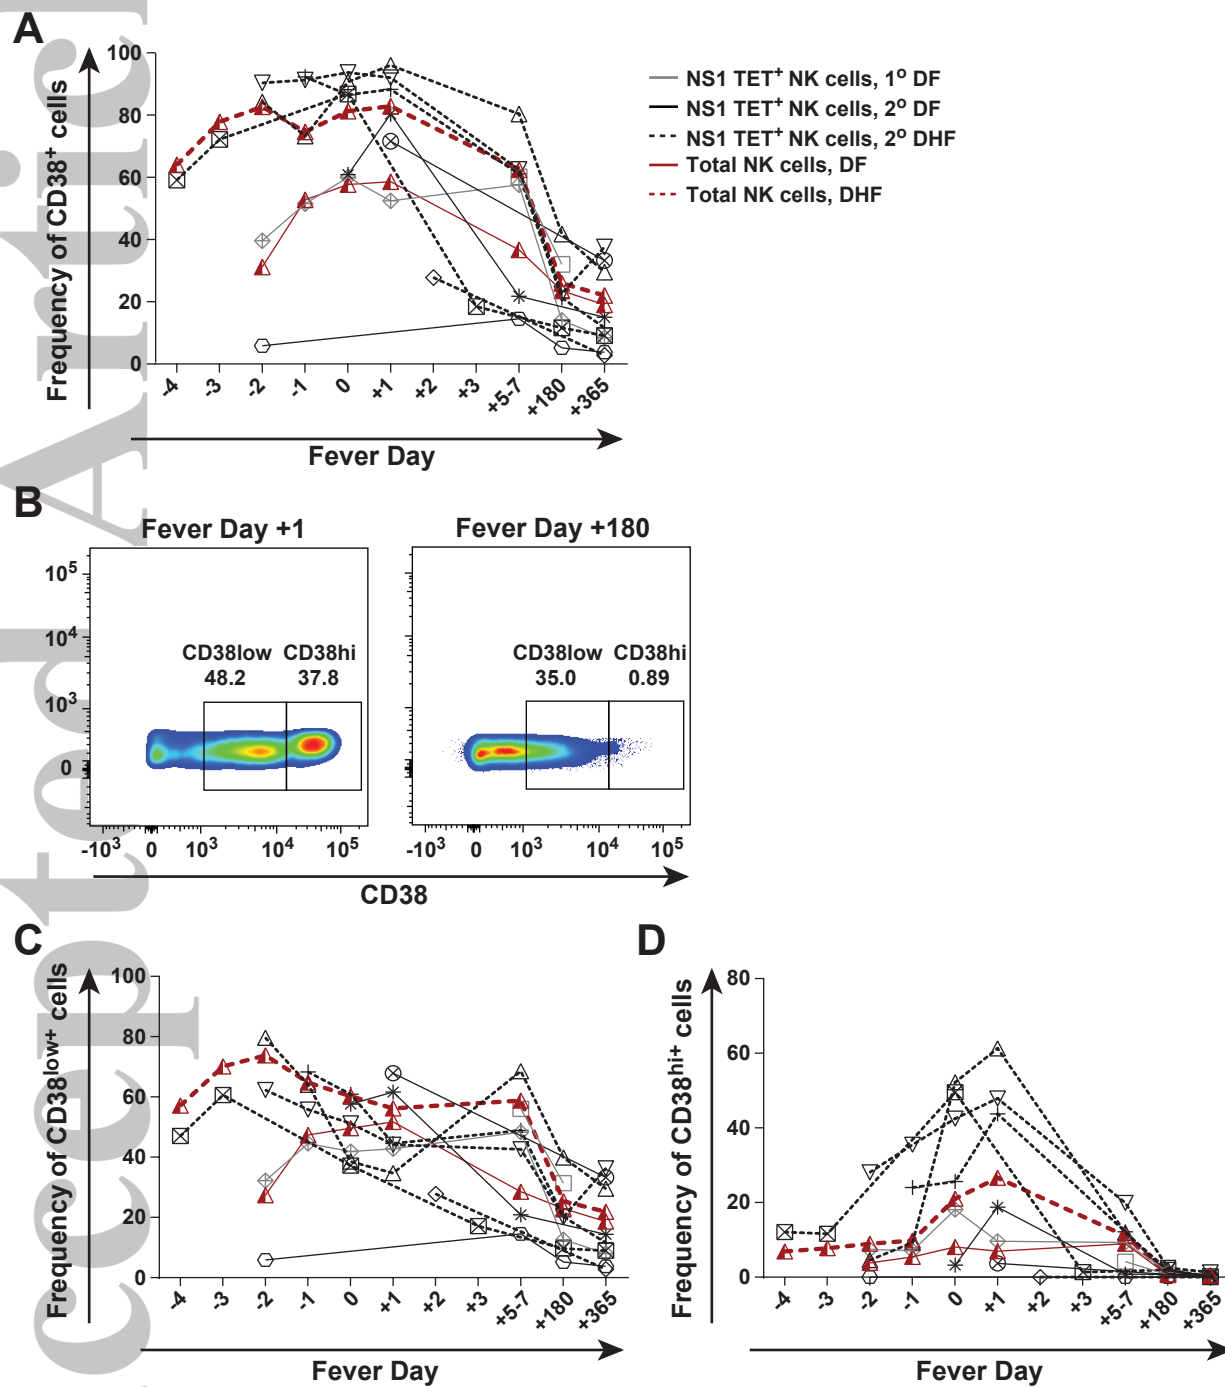 A
Frequency of CD38+ cells
100
80
60
40
20
0
-4 -3 -2 -1 0 +1 +2 +3 +5-7 +180 +365
Fever Day
NS1 TET+ NK cells, 1o DF
NS1 TET+ NK cells, 2o DF
NS1 TET+ NK cells, 2o DHF
Total NK cells, DF
Total NK cells, DHF
B
Fever Day +1
Fever Day +180
10⁵
10⁴
10³
0
CD38low CD38hi
48.2 37.8
CD38low CD38hi
35.0 0.89
-10³ 0 10³ 10⁴ 10⁵
-10³ 0 10³ 10⁴ 10⁵
CD38
C
Frequency of CD38low+ cells
100
80
60
40
20
0
-4 -3 -2 -1 0 +1 +2 +3 +5-7 +180 +365
Fever Day
D
Frequency of CD38hi+ cells
80
60
40
20
0
-4 -3 -2 -1 0 +1 +2 +3 +5-7 +180 +365
Fever Day